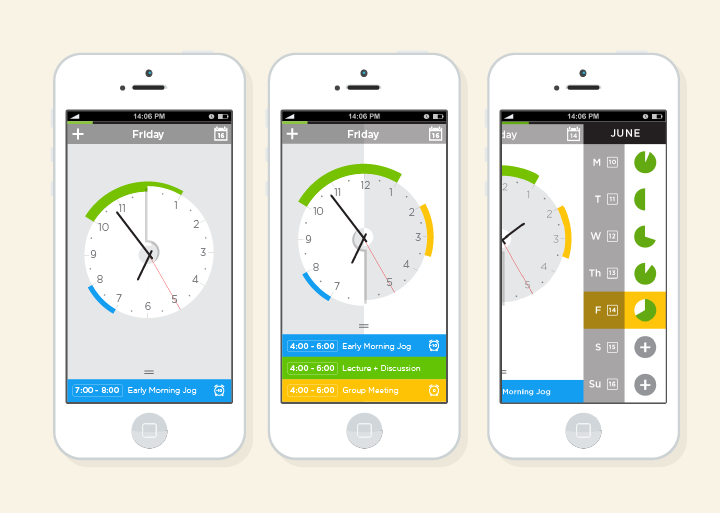 14:06 PM
Friday
16
11
1
10
2
9
3
8
4
7
5
6
7:00 - 8:00 Early Morning Jog
14:06 PM
Friday
16
12
11
1
10
2
9
3
8
4
7
5
4:00 - 6:00 Early Morning Jog
4:00 - 6:00 Lecture + Discussion
4:00 - 6:00 Group Meeting
14:06 PM
day
14
JUNE
2
1
2
3
4
5
Morning Jog
M 10
T 11
W 12
Th 13
F 14
S 15
Su 16